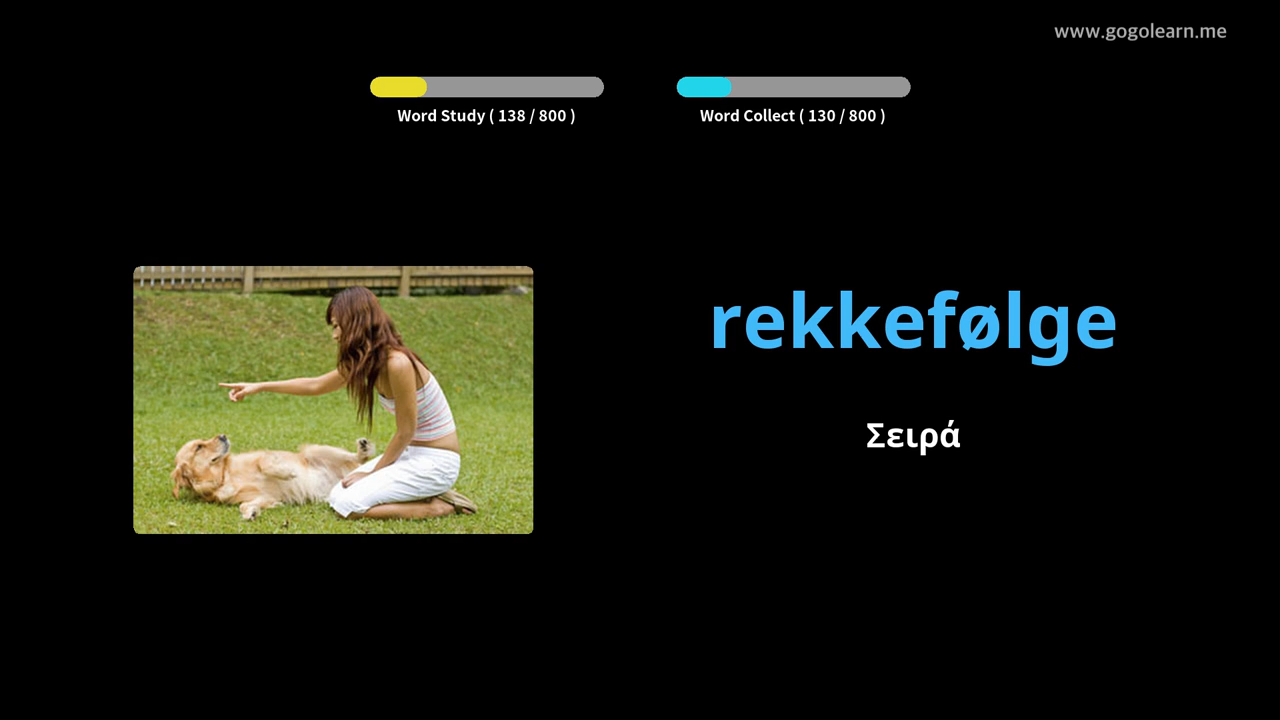 www.gogolearn.me
Word Study ( 138 / 800 )
Word Collect ( 130 / 800 )
rekkefølge
Σειρά